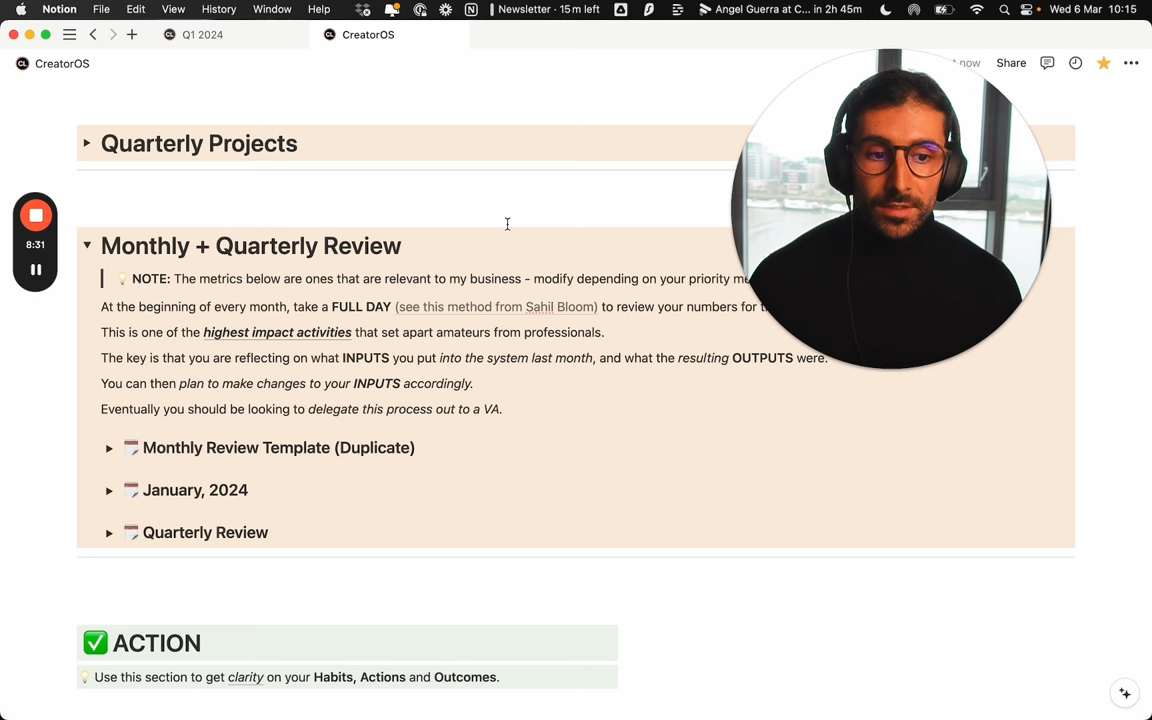 Notion File Edit View History Window Help Newsletter · 15 m left Angel Guerra at C... in 2h 45m Wed 6 Mar 10:15
CL Q1 2024 CL CreatorOS
CL CreatorOS now Share
Quarterly Projects
8:31
Monthly + Quarterly Review
NOTE: The metrics below are ones that are relevant to my business - modify depending on your priority me
At the beginning of every month, take a FULL DAY (see this method from Sahil Bloom) to review your numbers for
This is one of the highest impact activities that set apart amateurs from professionals.
The key is that you are reflecting on what INPUTS you put into the system last month, and what the resulting OUTPUTS were.
You can then plan to make changes to your INPUTS accordingly.
Eventually you should be looking to delegate this process out to a VA.
Monthly Review Template (Duplicate)
January, 2024
Quarterly Review
ACTION
Use this section to get clarity on your Habits, Actions and Outcomes.